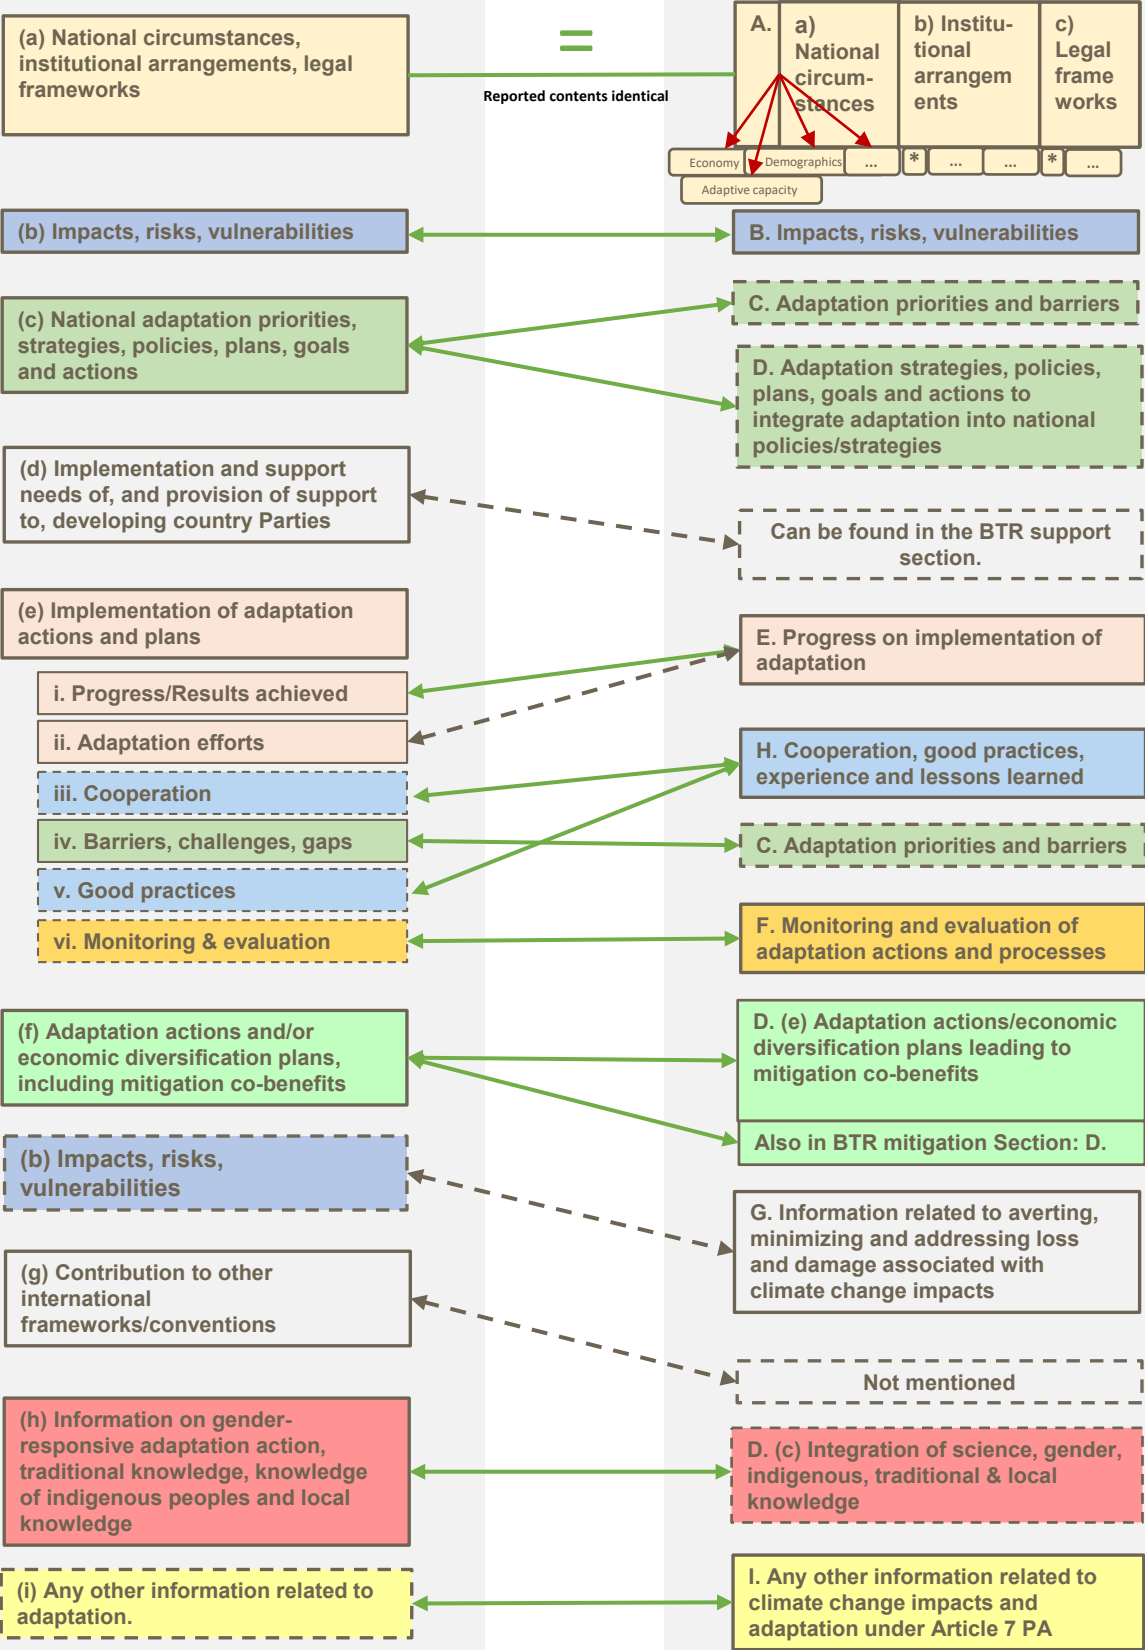 (a) National circumstances,
institutional arrangements, legal
frameworks
=
Reported contents identical
A.
a)
National
circum-
stances
b) Institu-
tional
arrangem
ents
c)
Legal
frame
works
Economy
Demographics
...
*
...
...
*
...
Adaptive capacity
(b) Impacts, risks, vulnerabilities
B. Impacts, risks, vulnerabilities
(c) National adaptation priorities,
strategies, policies, plans, goals
and actions
C. Adaptation priorities and barriers
D. Adaptation strategies, policies,
plans, goals and actions to
integrate adaptation into national
policies/strategies
(d) Implementation and support
needs of, and provision of support
to, developing country Parties
Can be found in the BTR support
section.
(e) Implementation of adaptation
actions and plans
E. Progress on implementation of
adaptation
i. Progress/Results achieved
ii. Adaptation efforts
iii. Cooperation
H. Cooperation, good practices,
experience and lessons learned
iv. Barriers, challenges, gaps
C. Adaptation priorities and barriers
v. Good practices
vi. Monitoring & evaluation
F. Monitoring and evaluation of
adaptation actions and processes
(f) Adaptation actions and/or
economic diversification plans,
including mitigation co-benefits
D. (e) Adaptation actions/economic
diversification plans leading to
mitigation co-benefits
Also in BTR mitigation Section: D.
(b) Impacts, risks,
vulnerabilities
G. Information related to averting,
minimizing and addressing loss
and damage associated with
climate change impacts
(g) Contribution to other
international
frameworks/conventions
Not mentioned
(h) Information on gender-
responsive adaptation action,
traditional knowledge, knowledge
of indigenous peoples and local
knowledge
D. (c) Integration of science, gender,
indigenous, traditional & local
knowledge
(i) Any other information related to
adaptation.
I. Any other information related to
climate change impacts and
adaptation under Article 7 PA